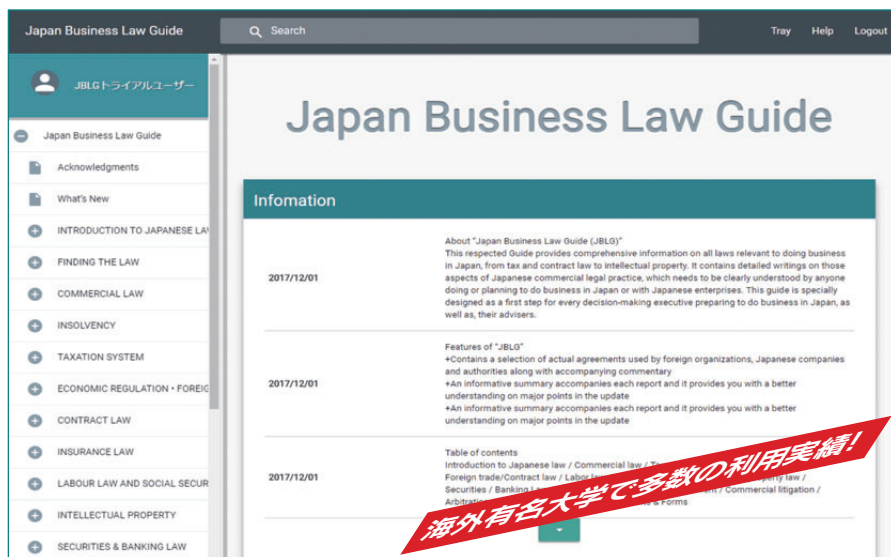 Japan Business Law Guide
Search
Tray Help Logout
JBLGトライアルユーザー
Japan Business Law Guide
Acknowledgments
What's New
INTRODUCTION TO JAPANESE
FINDING THE LAW
COMMERCIAL LAW
INSOLVENCY
TAXATION SYSTEM
ECONOMIC REGULATION・
CONTRACT LAW
INSURANCE LAW
LABOUR LAW AND SOCIAL
INTELLECTUAL PROPERTY
SECURITIES & BANKING LAW
Japan Business Law Guide
Infomation
2017/12/01
About "Japan Business Law Guide (JBLG)"
This respected Guide provides comprehensive information on all laws relevant to doing business
in Japan, from tax and contract law to intellectual property. It contains detailed writings on those
aspects of Japanese commercial legal practice, which needs to be clearly understood by anyone
doing or planning to do business in Japan or with Japanese enterprises. This guide is specially
designed as a first step for every decision-making executive preparing to do business in Japan, as
well as, their advisers.
2017/12/01
Features of "JBLG"
+Contains a selection of actual agreements used by foreign organizations, Japanese companies
and authorities along with accompanying commentary
+An informative summary accompanies each report and it provides you with a better
understanding on major points in the update
+An informative summary accompanies each report and it provides you with a better
understanding on major points in the update
2017/12/01
Table of contents
Introduction to Japanese law / Commercial law /
Foreign trade/Contract law / Labor law /
Securities / Banking / Commercial litigation /
& Forms
海外有名大学で多数の利用実績!